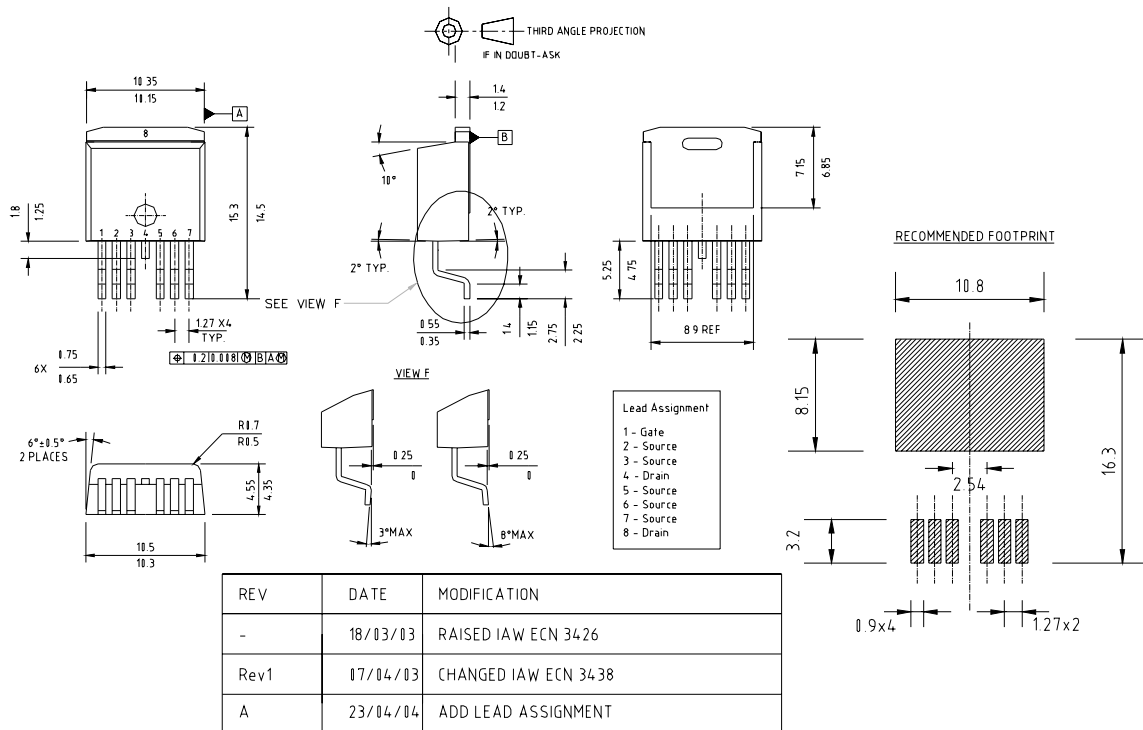 THIRD ANGLE PROJECTION
IF IN DOUBT-ASK
10.35
10.15
A
8
1.4
1.2
B
10°
2° TYP.
2° TYP.
1.8
1.25
15.3
14.5
1 2 3 4 5 6 7
SEE VIEW F
1.27 X4
TYP.
0.75
6X
0.65
0.2|0.008 Ⓜ B A Ⓜ
0.55
0.35
1.4
1.15
2.75
2.25
7.15
6.85
5.25
4.75
8.9 REF
RECOMMENDED FOOTPRINT
10.8
8.15
16.3
2.54
3.2
0.9x4
1.27x2
VIEW F
0.25
0
3°MAX
0.25
0
8°MAX
6°±0.5°
2 PLACES
R0.7
R0.5
4.55
4.35
10.5
10.3
Lead Assignment
1 - Gate
2 - Source
3 - Source
4 - Drain
5 - Source
6 - Source
7 - Source
8 - Drain
REV DATE MODIFICATION
- 18/03/03 RAISED IAW ECN 3426
Rev1 07/04/03 CHANGED IAW ECN 3438
A 23/04/04 ADD LEAD ASSIGNMENT